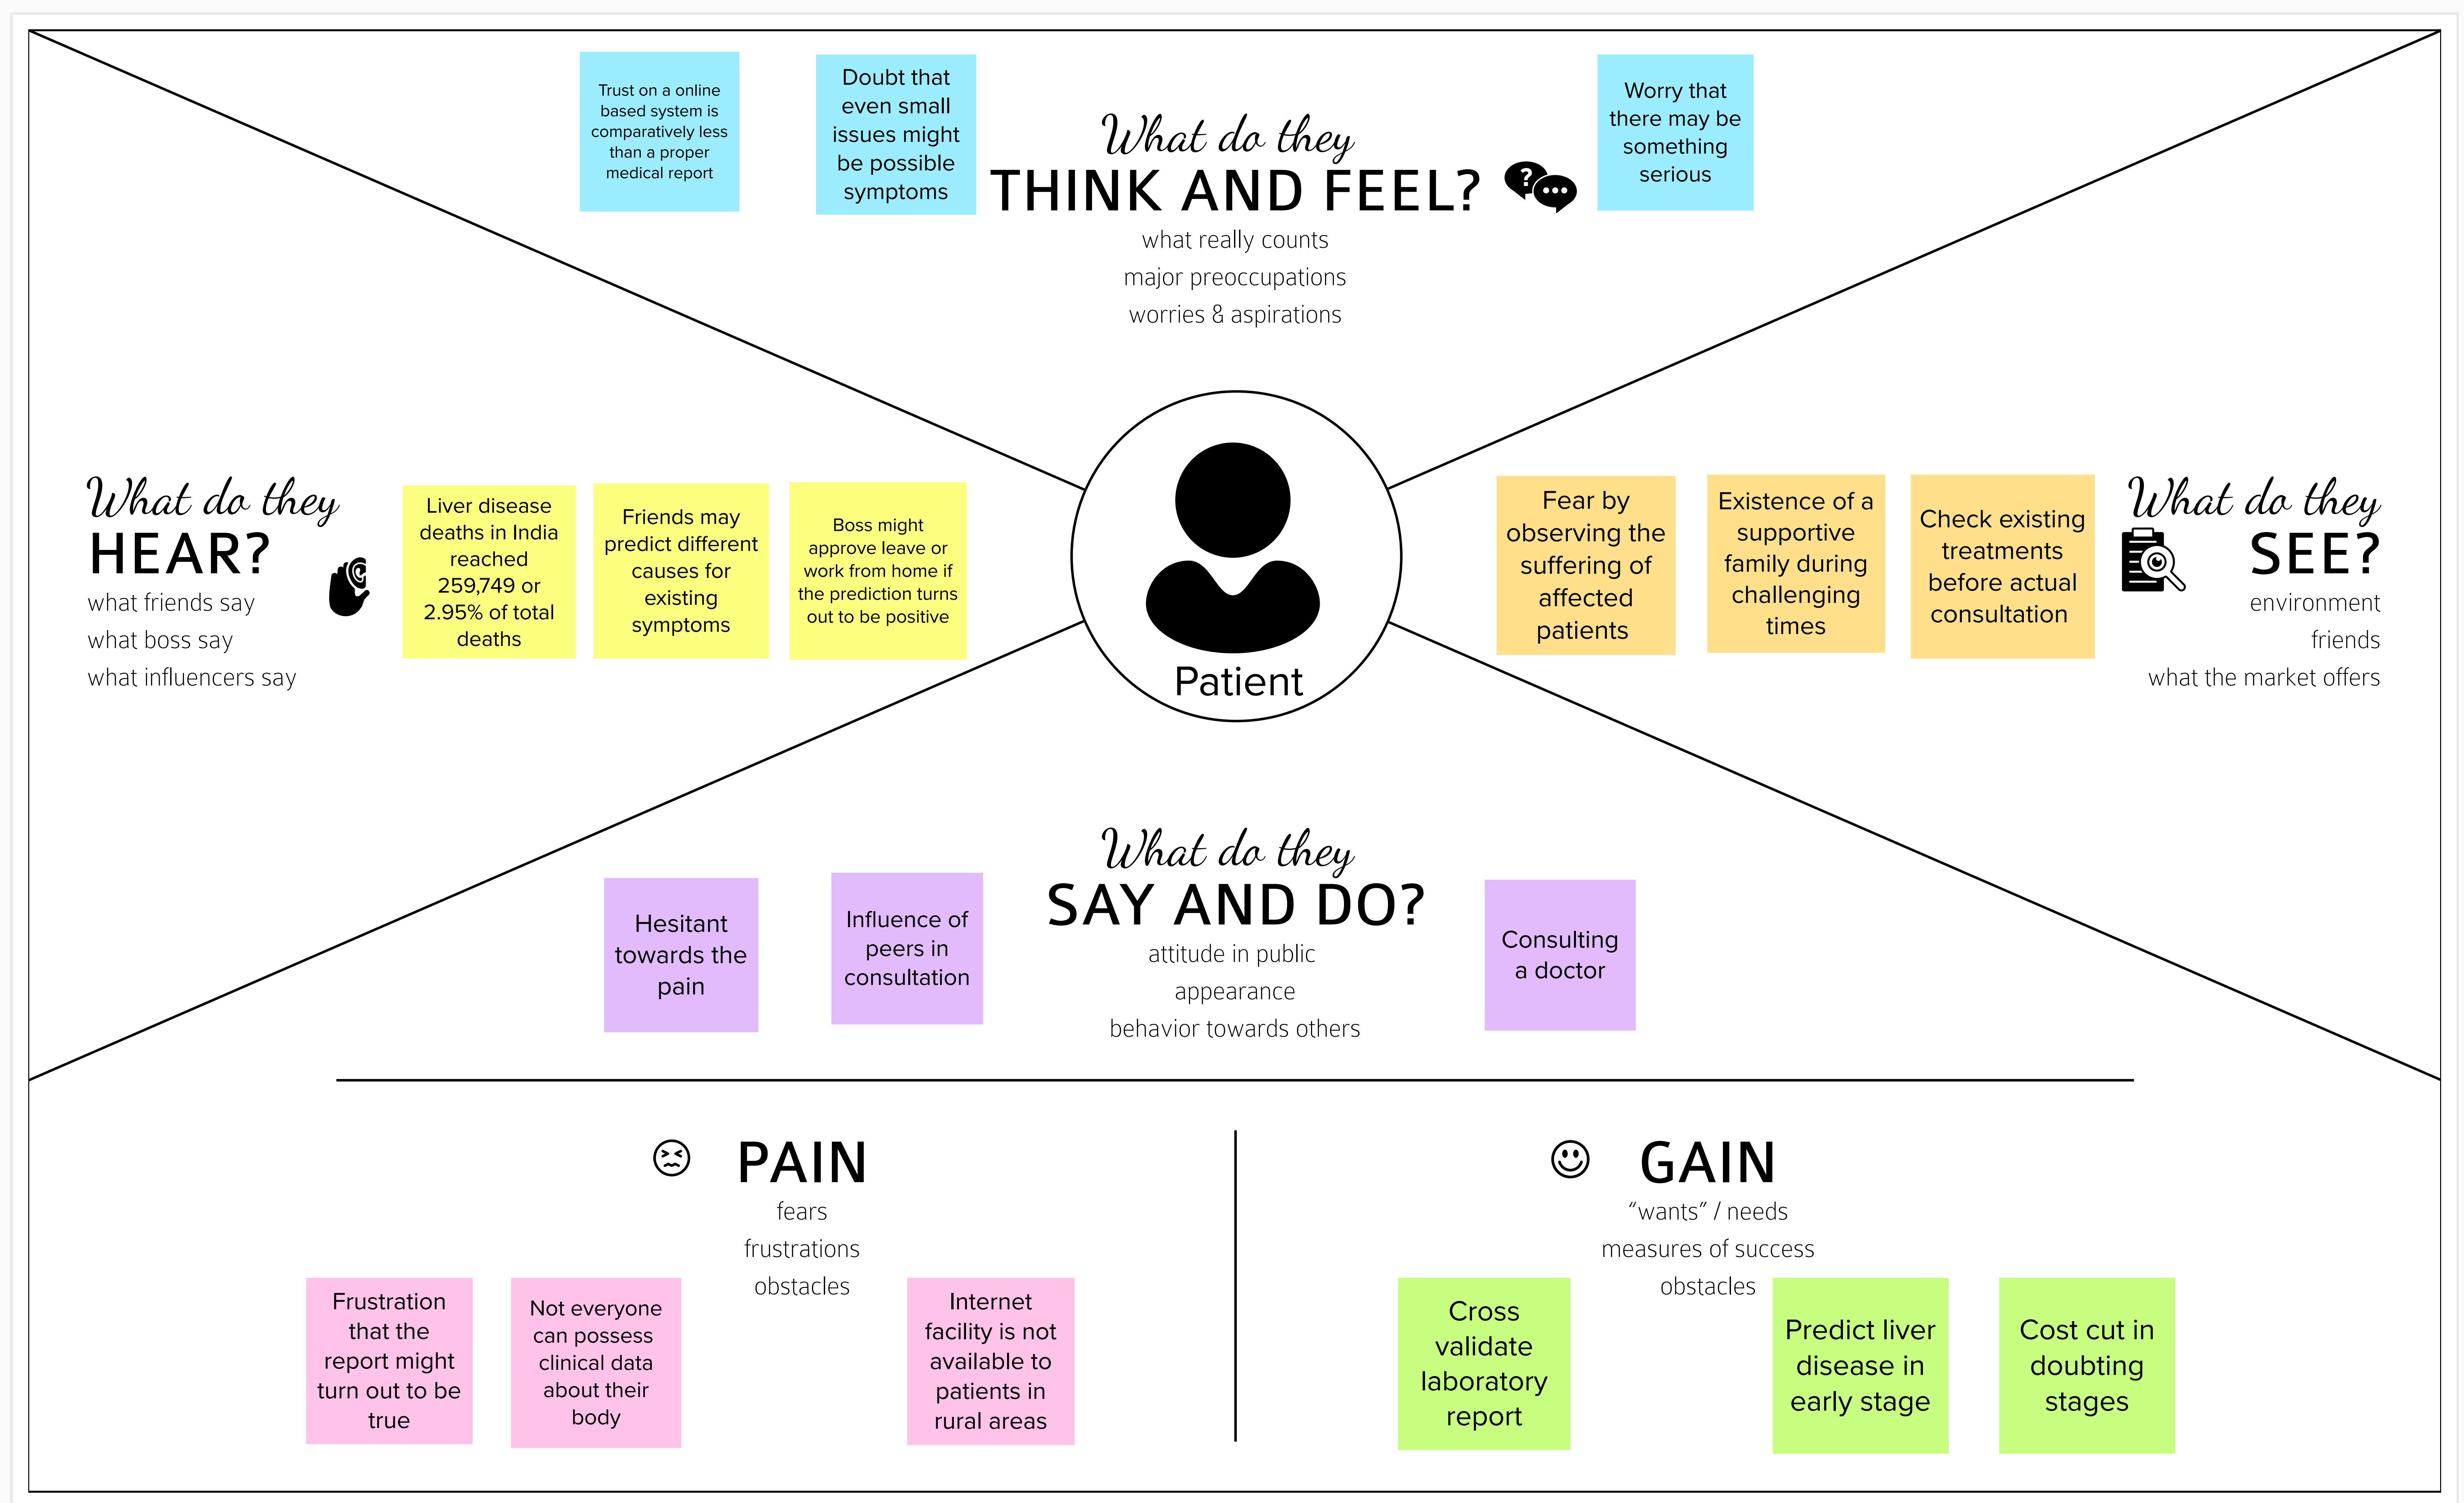 Trust on a online
based system is
comparatively less
than a proper
medical report
Doubt that
even small
issues might
be possible
symptoms
What do they
THINK AND FEEL?
what really counts
major preoccupations
worries & aspirations
?
Worry that
there may be
something
serious
What do they
HEAR?
what friends say
what boss say
what influencers say
Liver disease
deaths in India
reached
259,749 or
2.95% of total
deaths
Friends may
predict different
causes for
existing
symptoms
Boss might
approve leave or
work from home if
the prediction turns
out to be positive
Patient
Fear by
observing the
suffering of
affected
patients
Existence of a
supportive
family during
challenging
times
Check existing
treatments
before actual
consultation
What do they
SEE?
environment
friends
what the market offers
Hesitant
towards the
pain
Influence of
peers in
consultation
What do they
SAY AND DO?
attitude in public
appearance
behavior towards others
Consulting
a doctor
PAIN
fears
frustrations
obstacles
Frustration
that the
report might
turn out to be
true
Not everyone
can possess
clinical data
about their
body
Internet
facility is not
available to
patients in
rural areas
GAIN
“wants” / needs
measures of success
obstacles
Cross
validate
laboratory
report
Predict liver
disease in
early stage
Cost cut in
doubting
stages